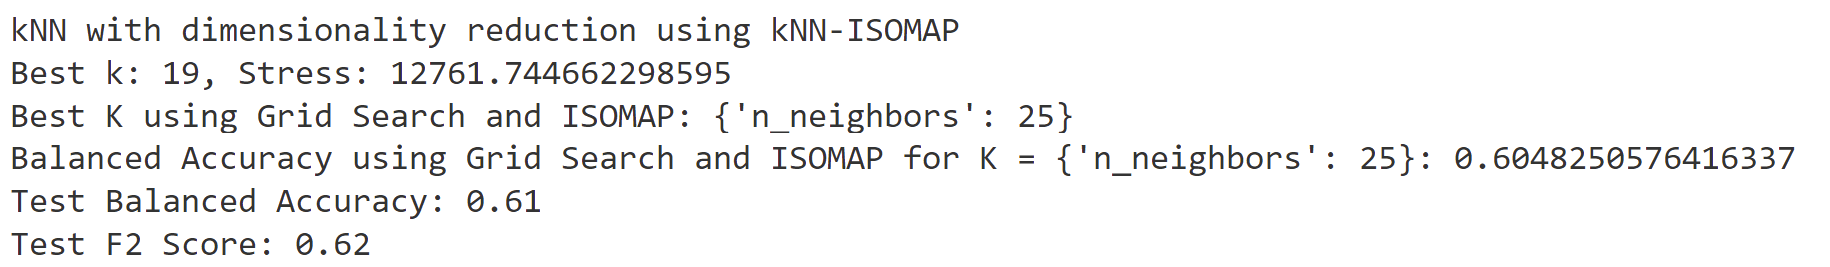 kNN with dimensionality reduction using kNN-ISOMAP
Best k: 19, Stress: 12761.744662298595
Best K using Grid Search and ISOMAP: {'n_neighbors': 25}
Balanced Accuracy using Grid Search and ISOMAP for K = {'n_neighbors': 25}: 0.6048250576416337
Test Balanced Accuracy: 0.61
Test F2 Score: 0.62